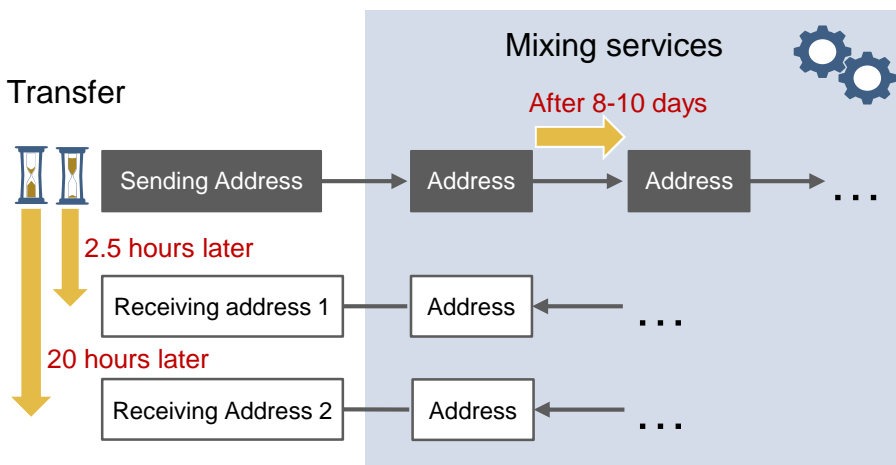 Mixing services
Transfer
After 8-10 days
Sending Address
Address
Address
...
2.5 hours later
Receiving address 1
Address
...
20 hours later
Receiving Address 2
Address
...